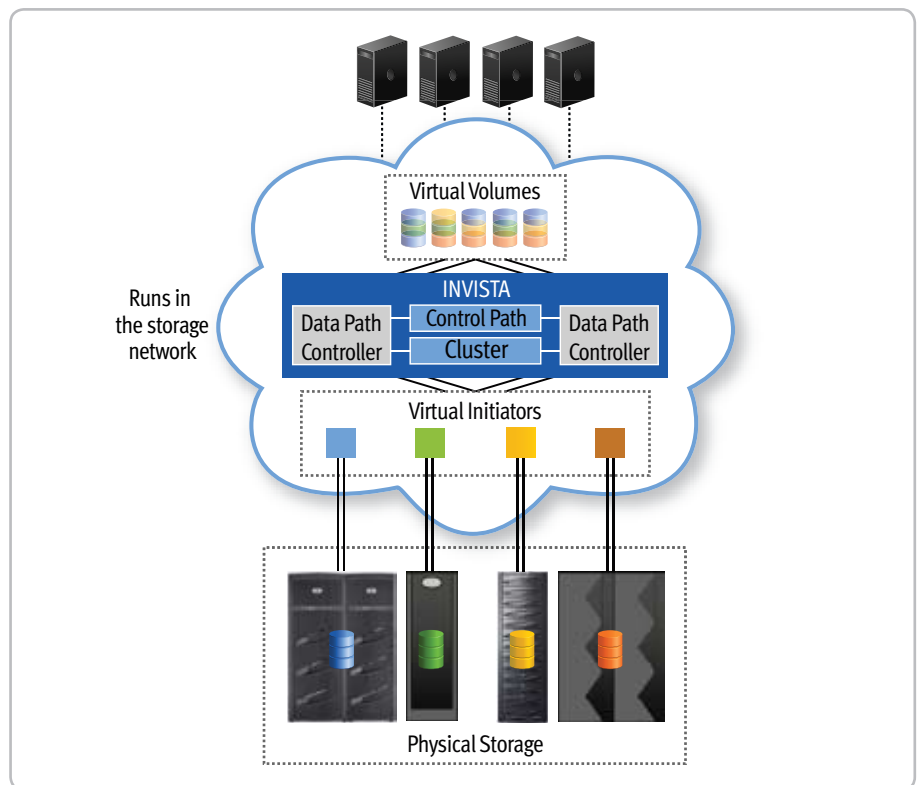 Virtual Volumes
INVISTA
Runs in
the storage
network
Data Path
Controller
Control Path
Cluster
Data Path
Controller
Virtual Initiators
Physical Storage